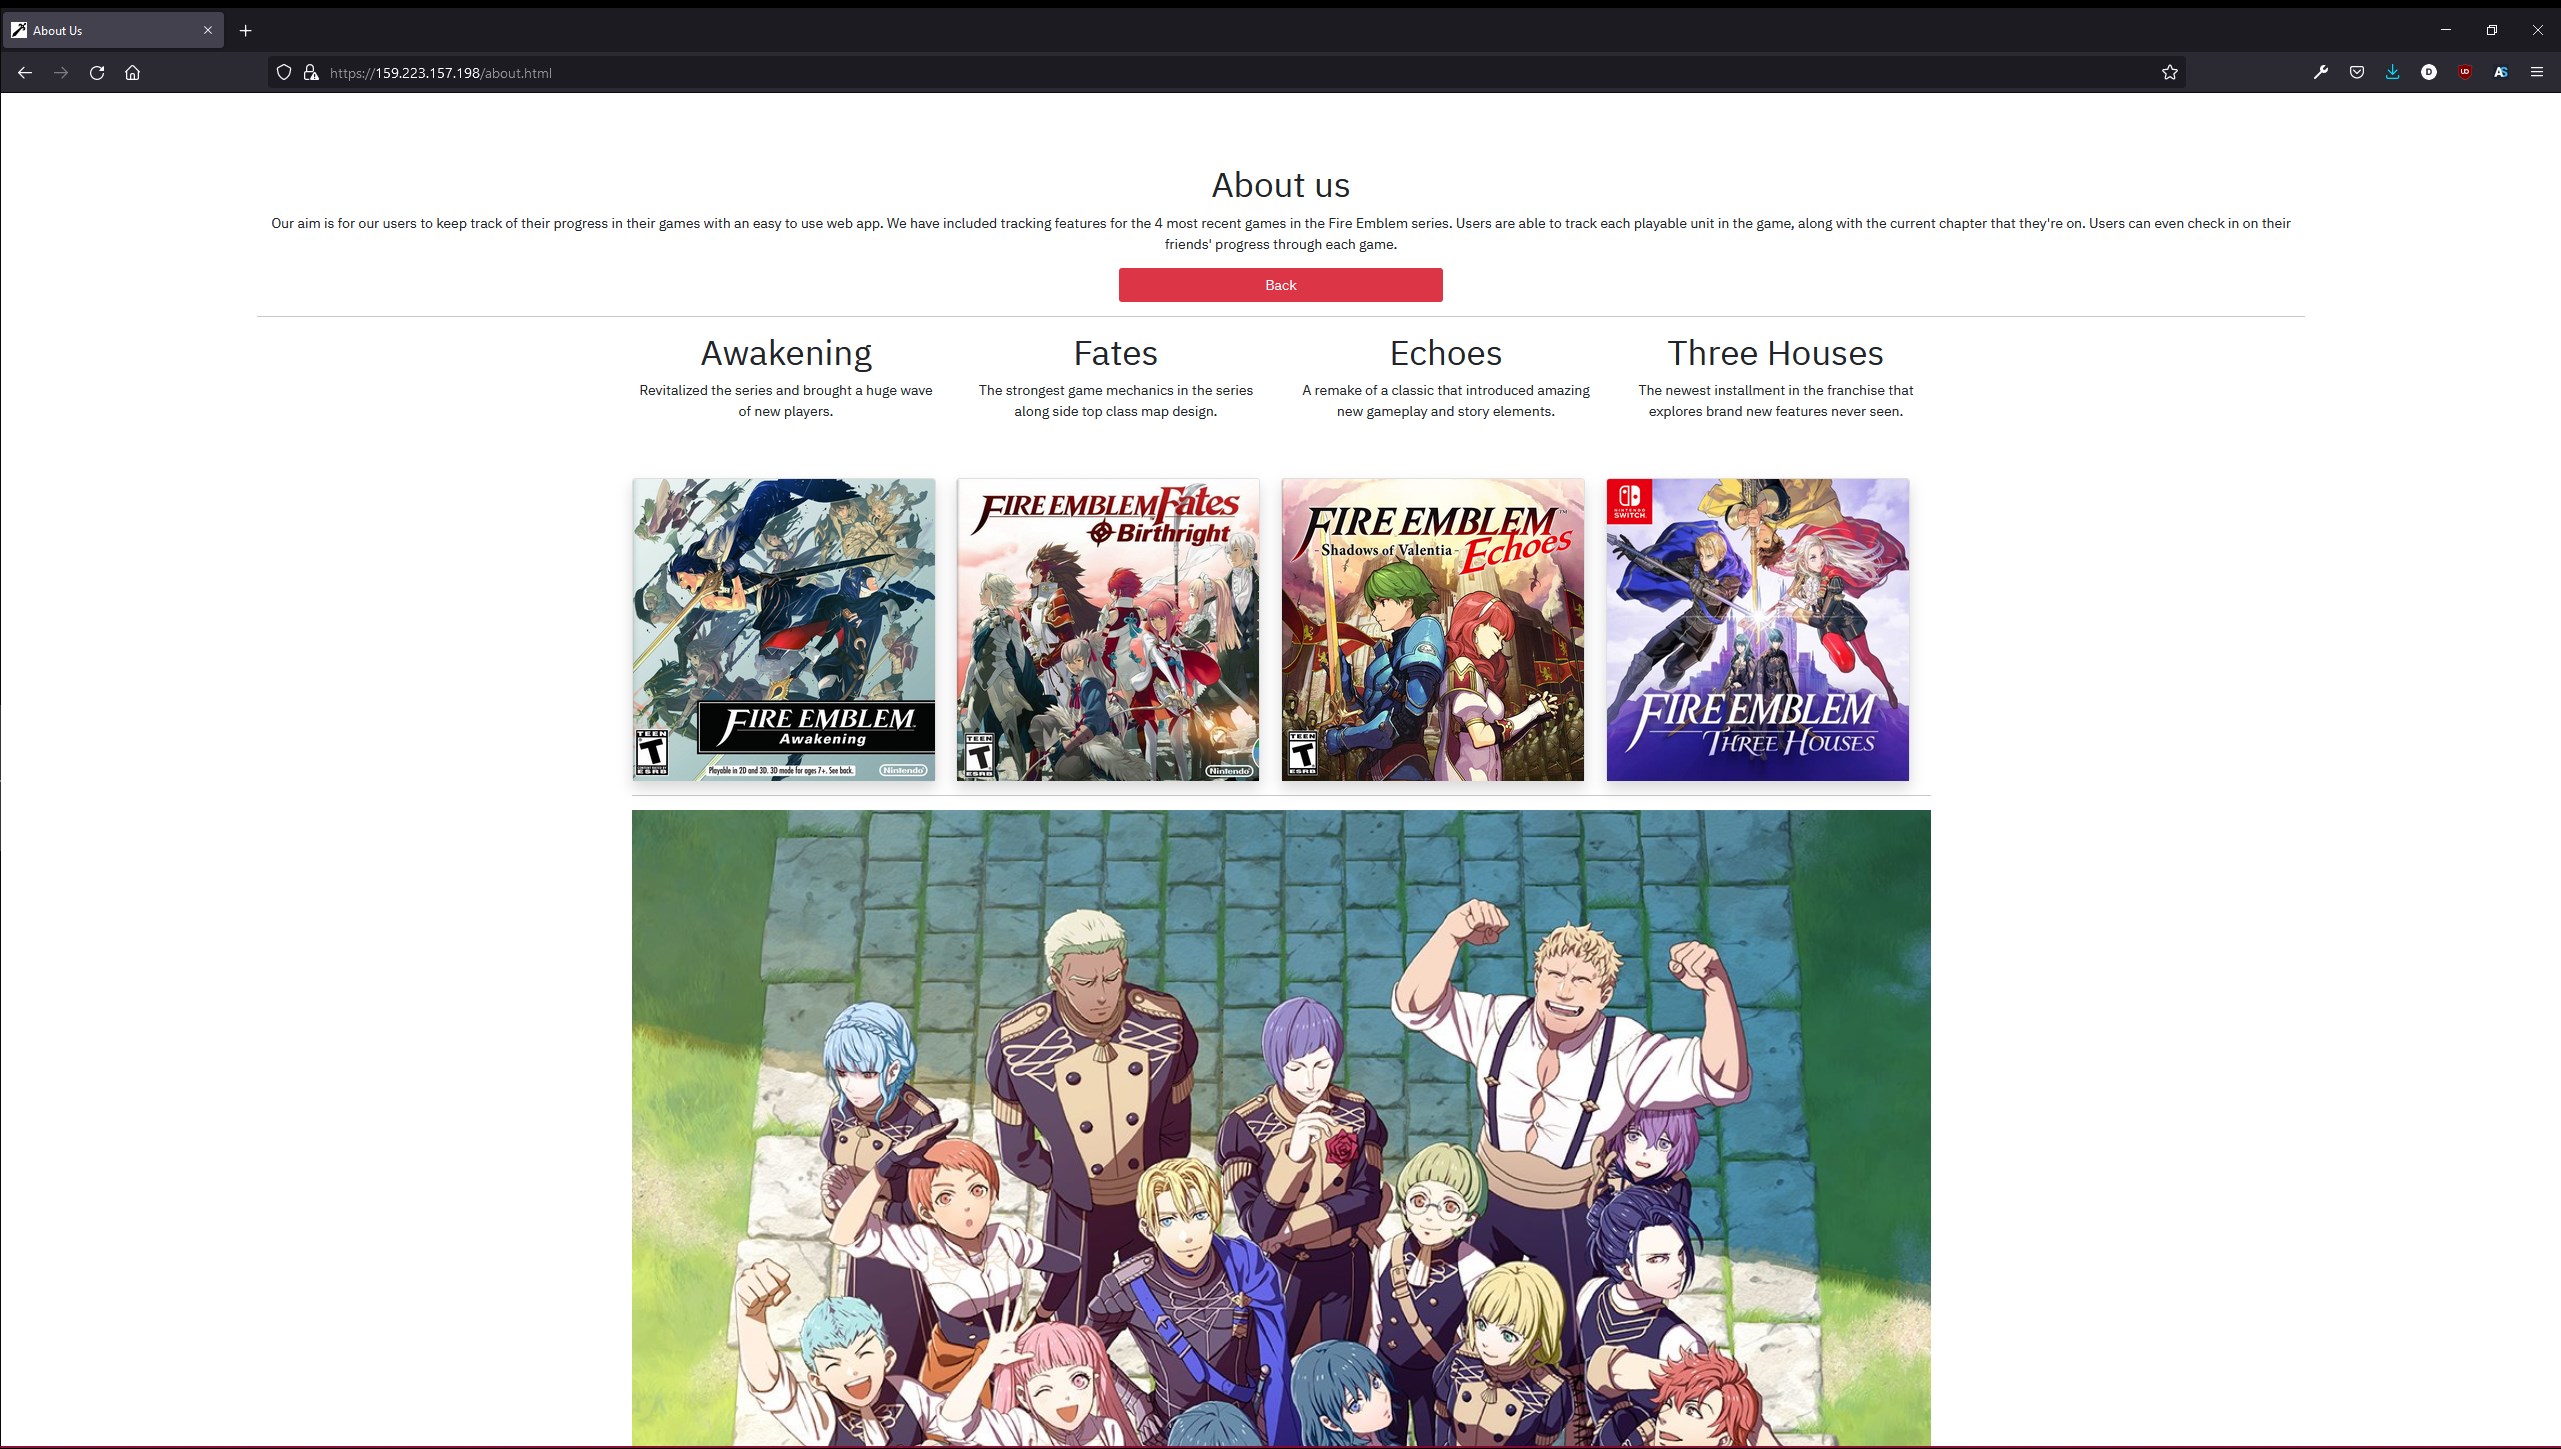 About Us
https://159.223.157.198/about.html
About us
Our aim is for our users to keep track of their progress in their games with an easy to use web app. We have included tracking features for the 4 most recent games in the Fire Emblem series. Users are able to track each playable unit in the game, along with the current chapter that they're on. Users can even check in on their
friends' progress through each game.
Back
Awakening
Revitalized the series and brought a huge wave
of new players.
Fates
The strongest game mechanics in the series
along side top class map design.
Echoes
A remake of a classic that introduced amazing
new gameplay and story elements.
Three Houses
The newest installment in the franchise that
explores brand new features never seen.
FIRE EMBLEM
Awakening
TEEN
T
ESRB
Playable in 2D and 3D. 3D mode for ages 7+. See back.
Nintendo
FIRE EMBLEM Fates
Birthright
TEEN
T
ESRB
Nintendo
FIRE EMBLEM™
- Shadows of Valentia -
Echoes
TEEN
T
ESRB
NINTENDO
SWITCH
FIRE EMBLEM
THREE HOUSES